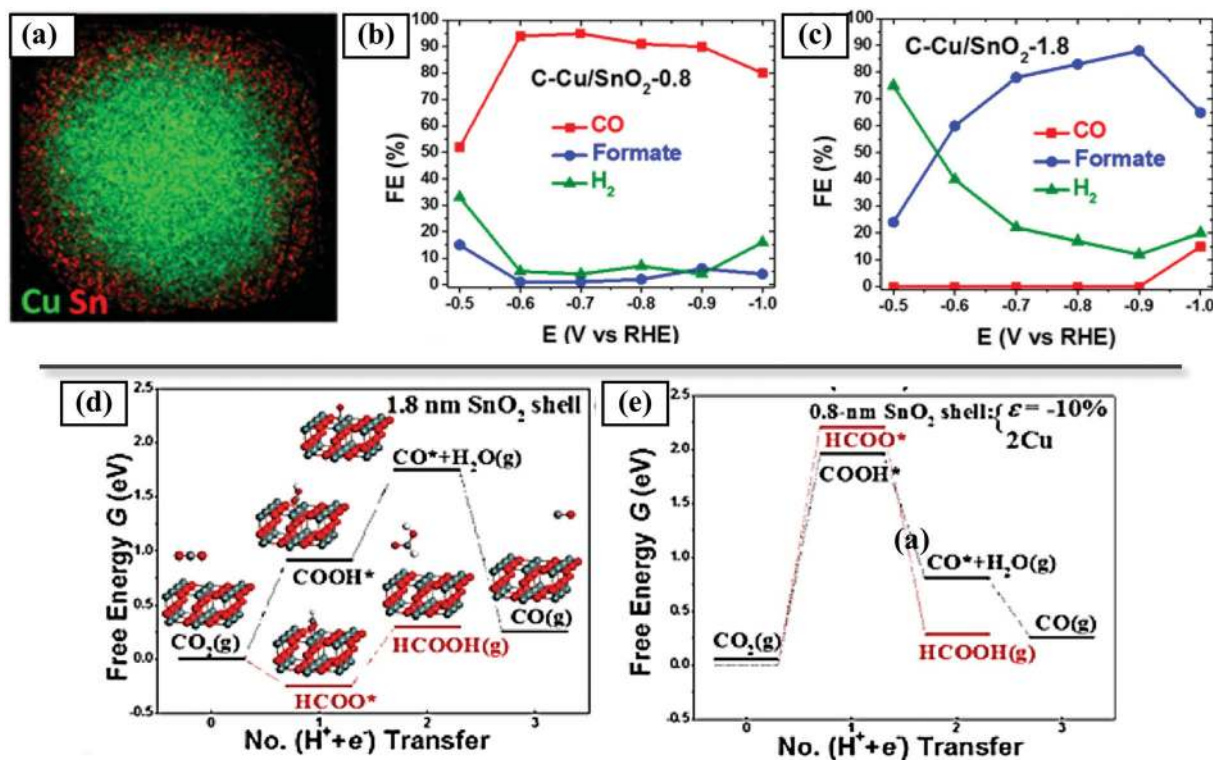 (a)
Cu Sn
(b)
100
90
80
70
60
50
40
30
20
10
0
FE (%)
C-Cu/SnO₂-0.8
CO
Formate
H₂
-0.5 -0.6 -0.7 -0.8 -0.9 -1.0
E (V vs RHE)
(c)
100
90
80
70
60
50
40
30
20
10
0
FE (%)
C-Cu/SnO₂-1.8
CO
Formate
H₂
-0.5 -0.6 -0.7 -0.8 -0.9 -1.0
E (V vs RHE)
(d)
2.5
2.0
1.5
1.0
0.5
0.0
-0.5
Free Energy G (eV)
1.8 nm SnO₂ shell
CO*+H₂O(g)
COOH*
CO₂(g)
HCOO*
HCOOH(g)
CO(g)
0 1 2 3
No. (H⁺+e⁻) Transfer
(e)
2.5
2.0
1.5
1.0
0.5
0.0
-0.5
Free Energy G (eV)
0.8-nm SnO₂ shell:{ ε= -10%
2Cu
HCOO*
COOH*
(a)
CO*+H₂O(g)
CO₂(g)
HCOOH(g)
CO(g)
0 1 2 3
No. (H⁺+e⁻) Transfer